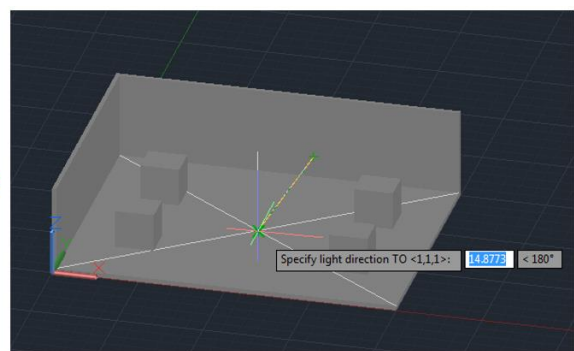 Z
X
Specify light direction TO <1,1,1>: 14.8773 < 180°